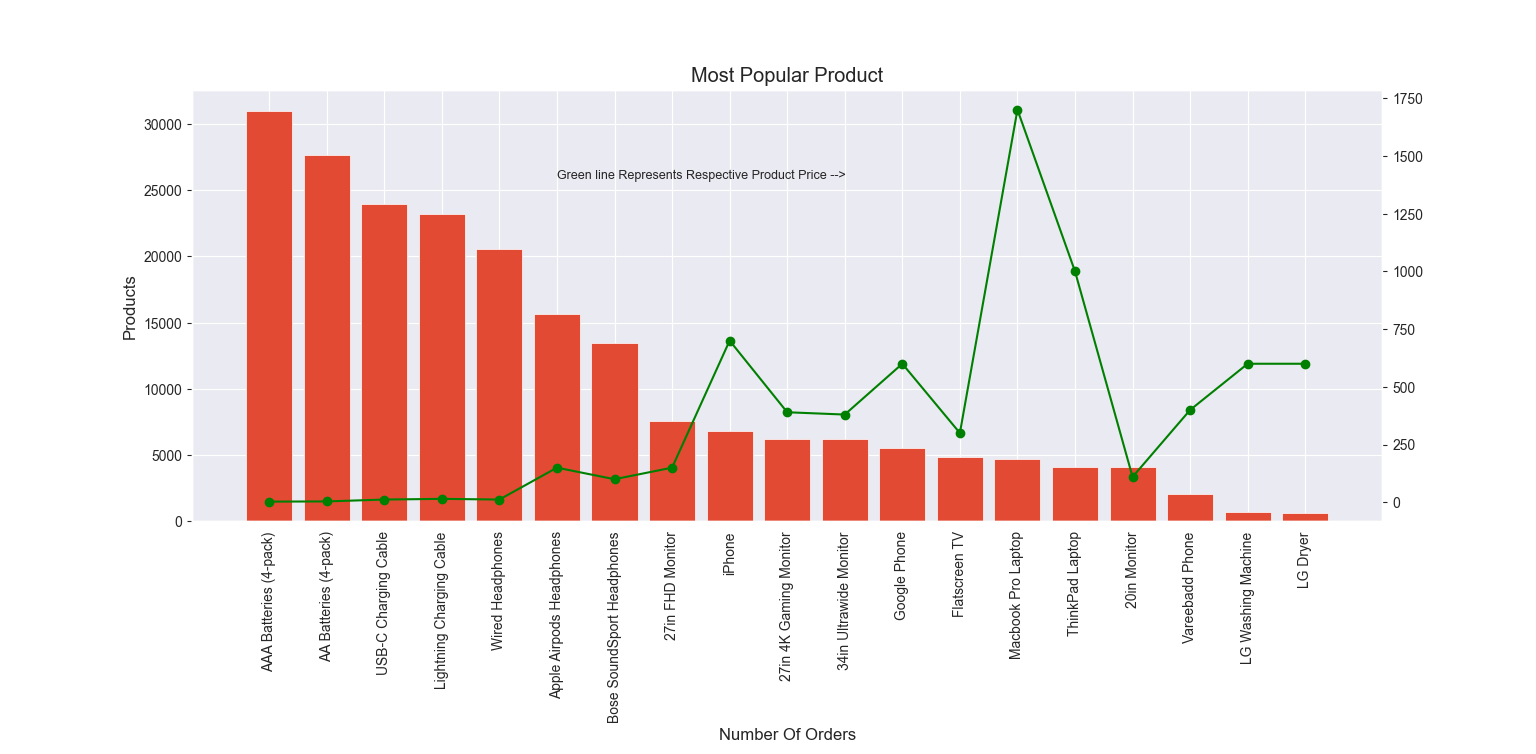 Most Popular Product
30000
25000
20000
15000
10000
5000
0
Products
Green line Represents Respective Product Price -->
1750
1500
1250
1000
750
500
250
0
AAA Batteries (4-pack)
AA Batteries (4-pack)
USB-C Charging Cable
Lightning Charging Cable
Wired Headphones
Apple Airpods Headphones
Bose SoundSport Headphones
27in FHD Monitor
iPhone
27in 4K Gaming Monitor
34in Ultrawide Monitor
Google Phone
Flatscreen TV
Macbook Pro Laptop
ThinkPad Laptop
20in Monitor
Vareebadd Phone
LG Washing Machine
LG Dryer
Number Of Orders